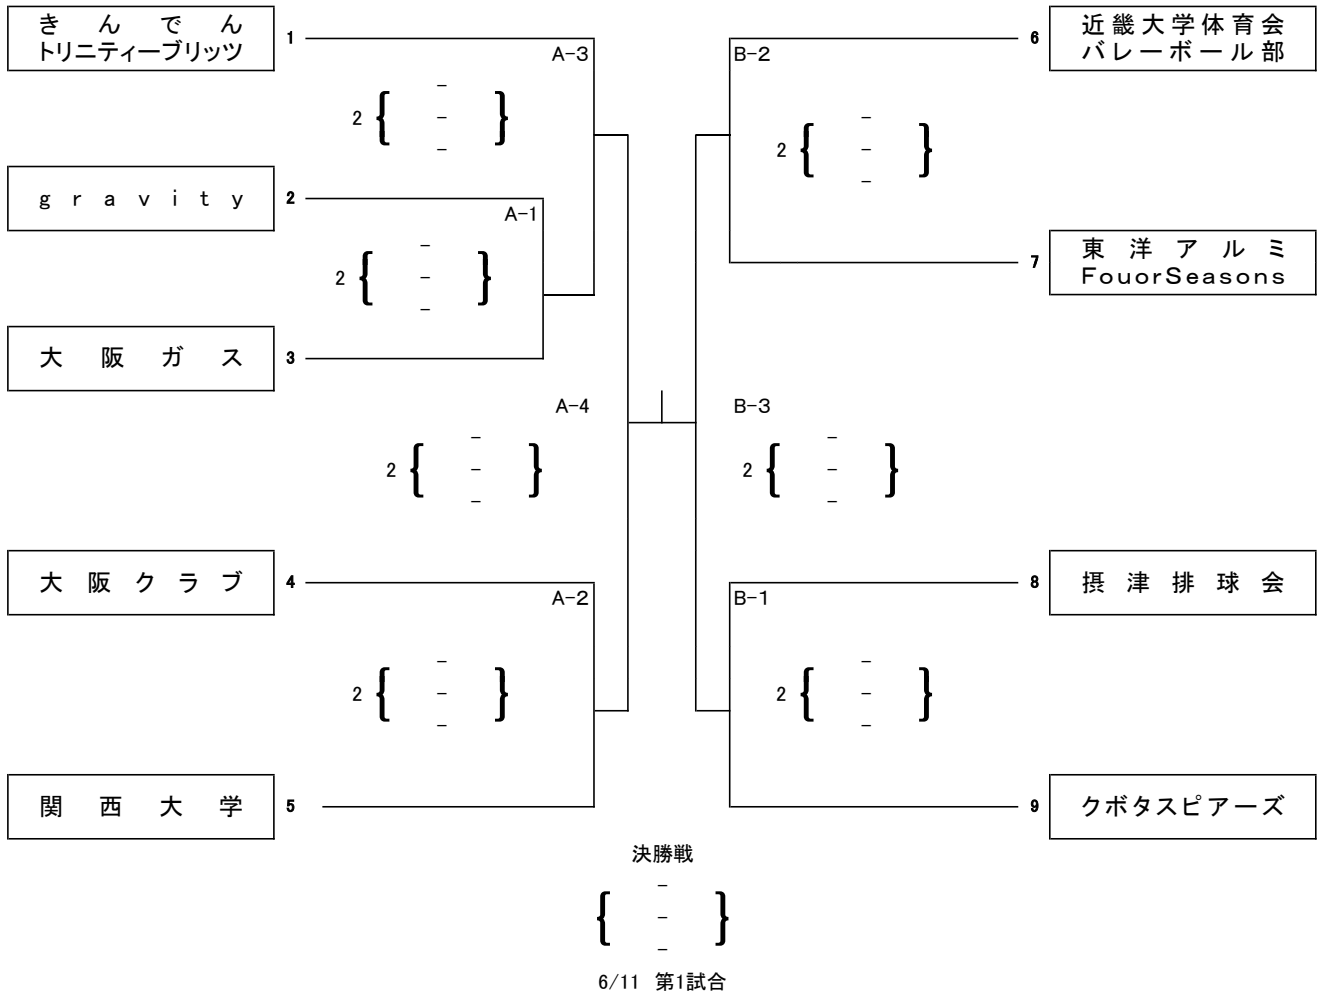 きんでん
トリニティーブリッツ
1
A-3
-
2 { - }
-
gravity
2
A-1
-
2 { - }
-
大阪ガス
3
A-4
-
2 { - }
-
大阪クラブ
4
A-2
-
2 { - }
-
関西大学
5
B-2
6
近畿大学体育会
バレーボール部
-
2 { - }
-
7
東洋アルミ
FouorSeasons
B-3
-
2 { - }
-
B-1
8
摂津排球会
-
2 { - }
-
9
クボタスピアーズ
決勝戦
-
{ - }
-
6/11 第1試合